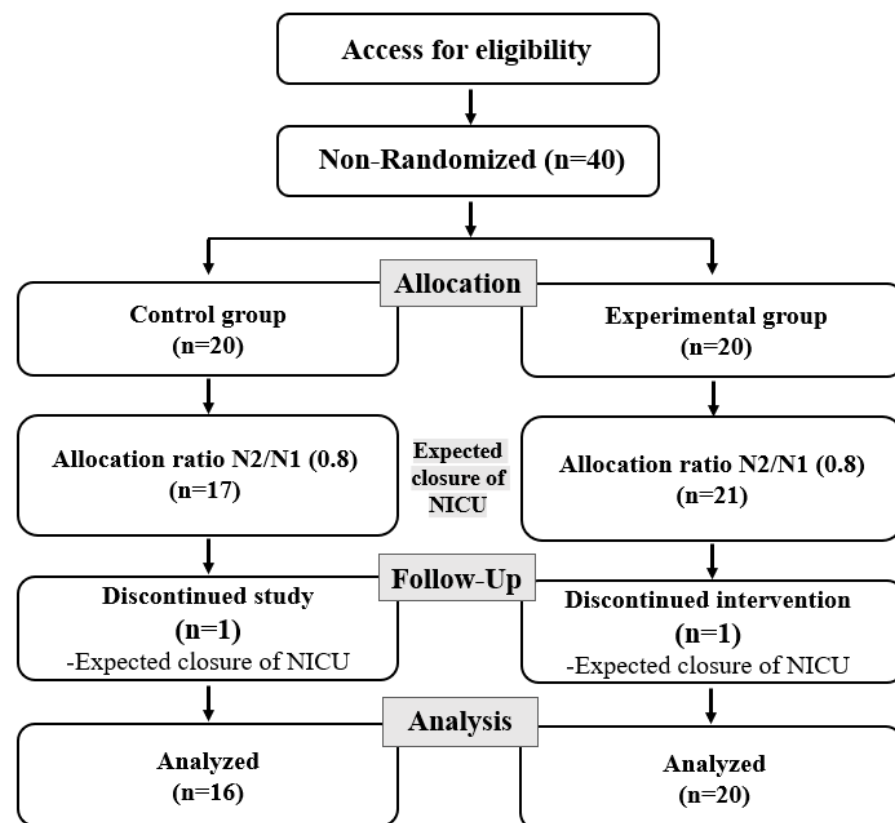 Access for eligibility
Non-Randomized (n=40)
Allocation
Control group
(n=20)
Experimental group
(n=20)
Allocation ratio N2/N1 (0.8)
(n=17)
Expected
closure of
NICU
Allocation ratio N2/N1 (0.8)
(n=21)
Follow-Up
Discontinued study
(n=1)
-Expected closure of NICU
Discontinued intervention
(n=1)
-Expected closure of NICU
Analysis
Analyzed
(n=16)
Analyzed
(n=20)